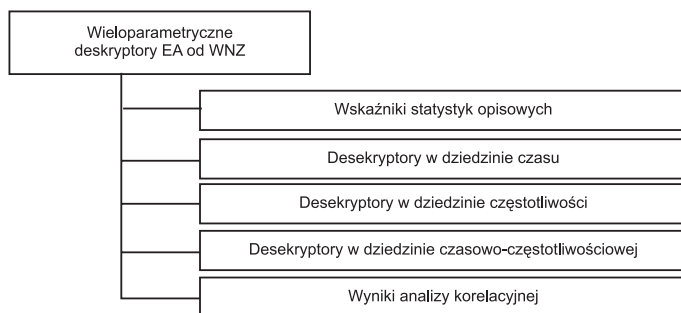 Wieloparametryczne
deskryptory EA od WNZ
Wskaźniki statystyk opisowych
Desekryptory w dziedzinie czasu
Desekryptory w dziedzinie częstotliwości
Desekryptory w dziedzinie czasowo-częstotliwościowej
Wyniki analizy korelacyjnej